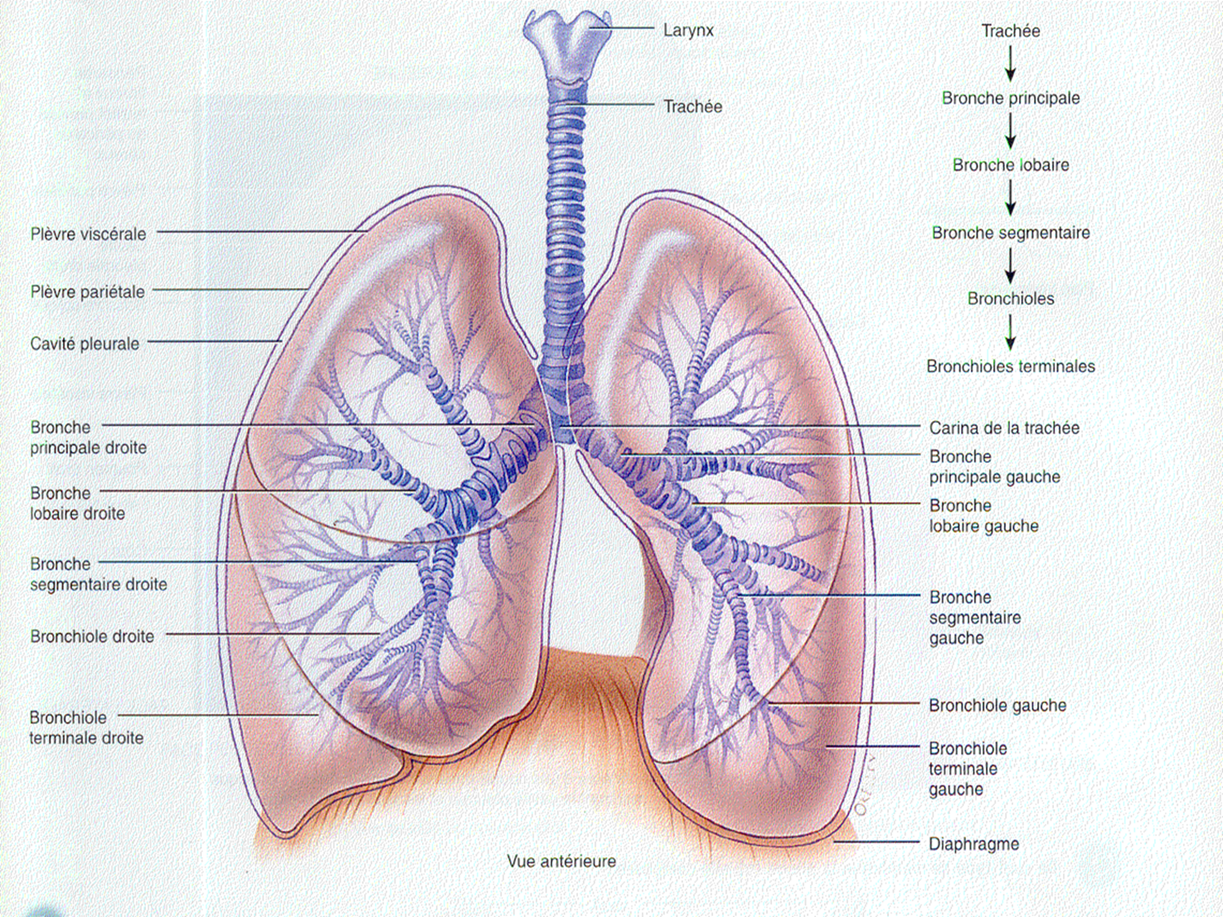 Larynx
Trachée
Plèvre viscérale
Plèvre pariétale
Cavité pleurale
Bronche
principale droite
Bronche
lobaire droite
Bronche
segmentaire droite
Bronchiole droite
Bronchiole
terminale droite
Trachée
Bronche principale
Bronche lobaire
Bronche segmentaire
Bronchioles
Bronchioles terminales
Carina de la trachée
Bronche
principale gauche
Bronche
lobaire gauche
Bronche
segmentaire
gauche
Bronchiole gauche
Bronchiole
terminale
gauche
Diaphragme
Vue antérieure